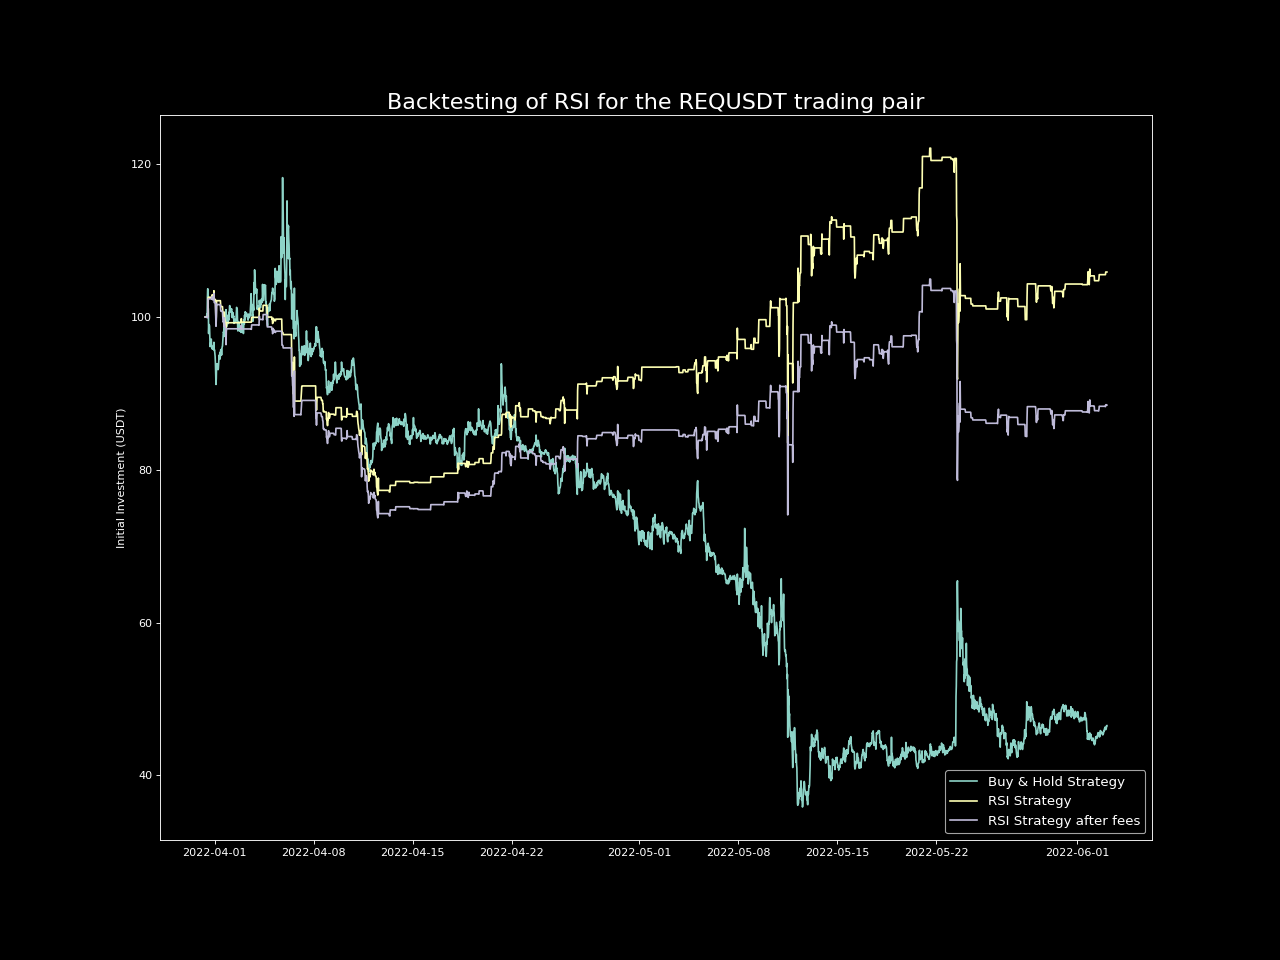 Backtesting of RSI for the REQUSDT trading pair
Initial Investment (USDT)
120
100
80
60
40
2022-04-01 2022-04-08 2022-04-15 2022-04-22 2022-05-01 2022-05-08 2022-05-15 2022-05-22 2022-06-01
Buy & Hold Strategy
RSI Strategy
RSI Strategy after fees